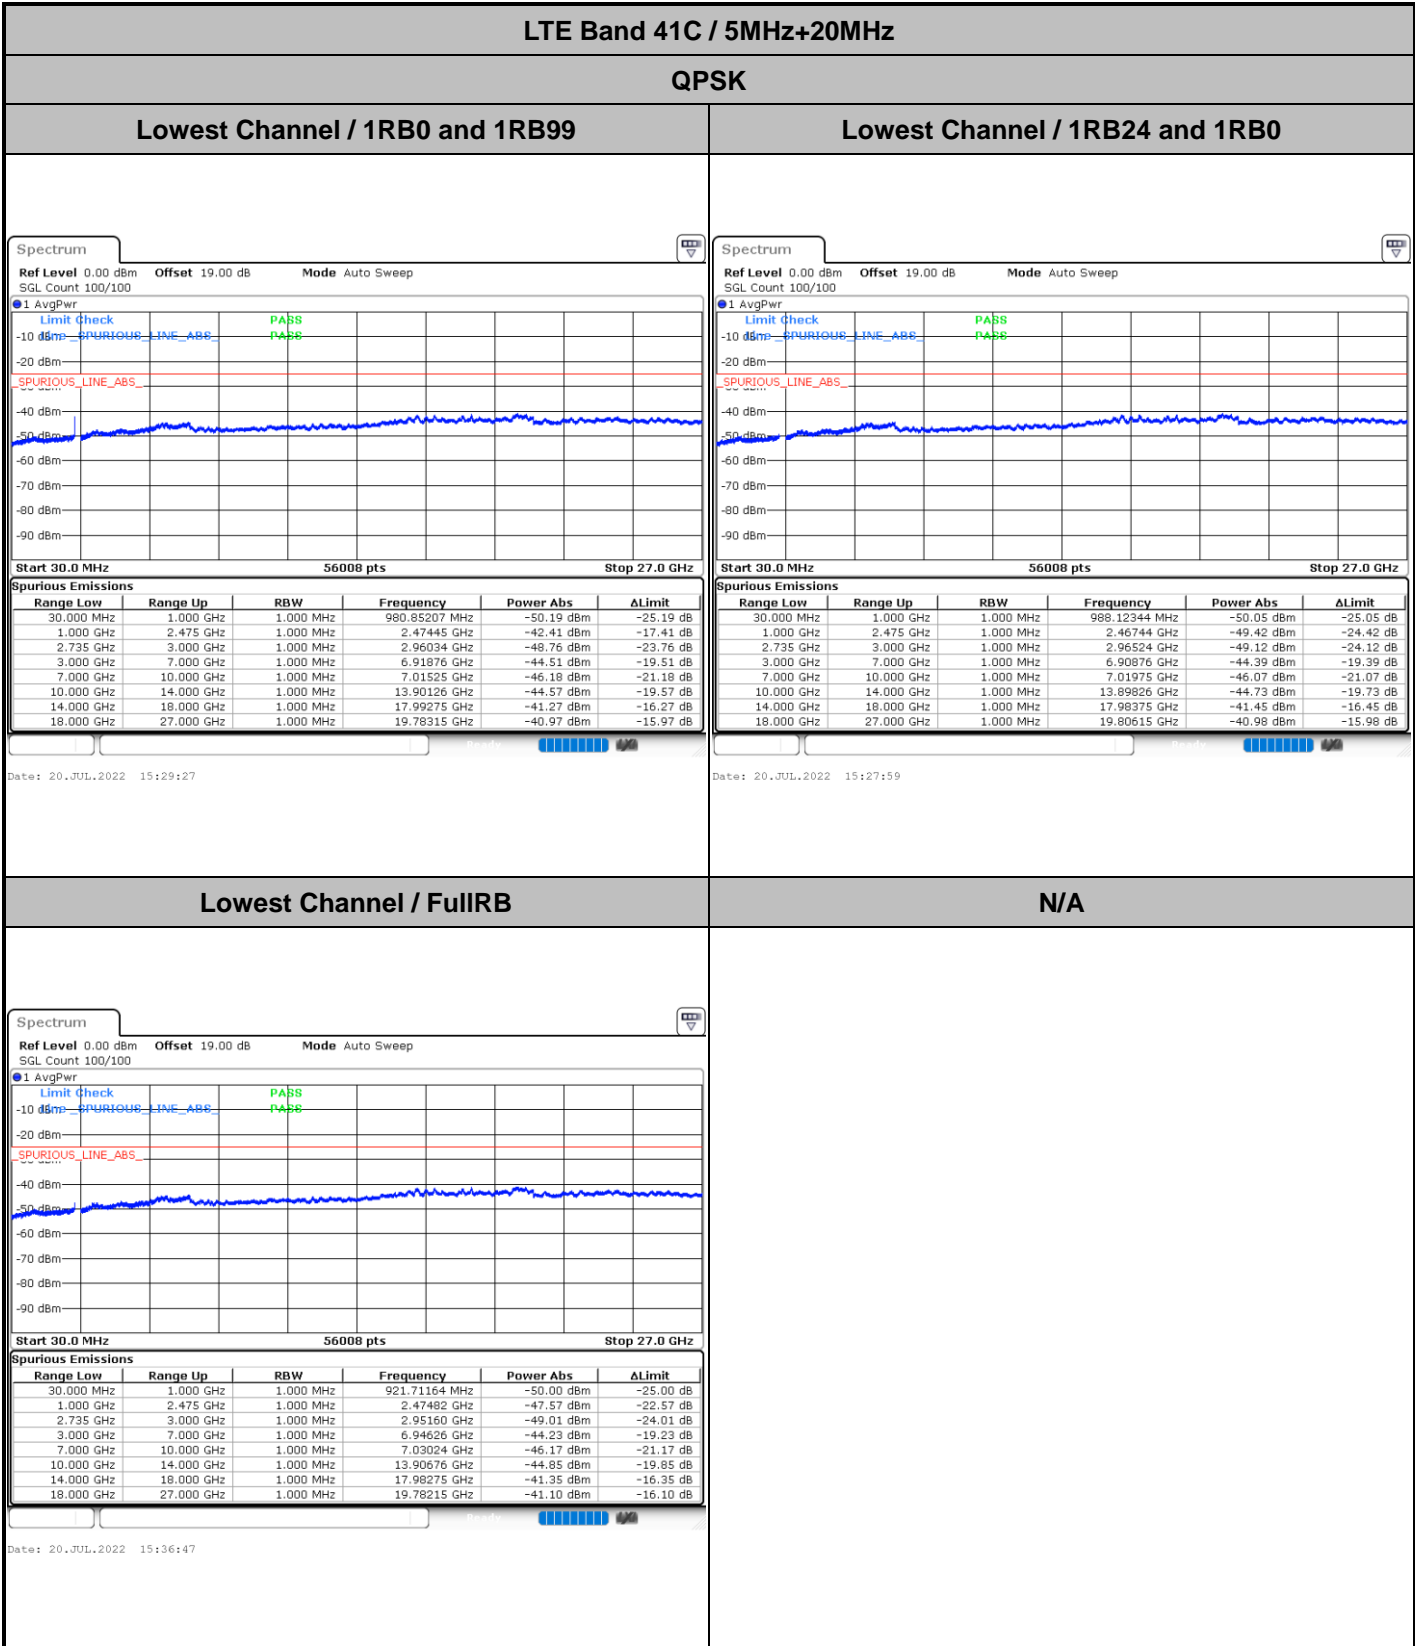 LTE Band 41C / 5MHz+20MHz
QPSK
Lowest Channel / 1RB0 and 1RB99
Lowest Channel / 1RB24 and 1RB0
Spectrum
Ref Level 0.00 dBm Offset 19.00 dB Mode Auto Sweep
SGL Count 100/100
1 AvgPwr
Limit Check PASS
Line _SPURIOUS_LINE_ABS_ PASS
-10 dBm
-20 dBm
_SPURIOUS_LINE_ABS_
-40 dBm
-50 dBm
-60 dBm
-70 dBm
-80 dBm
-90 dBm
Start 30.0 MHz 56008 pts Stop 27.0 GHz
Spurious Emissions
Range Low Range Up RBW Frequency Power Abs ΔLimit
30.000 MHz 1.000 GHz 1.000 MHz 980.85207 MHz -50.19 dBm -25.19 dB
1.000 GHz 2.475 GHz 1.000 MHz 2.47445 GHz -42.41 dBm -17.41 dB
2.735 GHz 3.000 GHz 1.000 MHz 2.96034 GHz -48.76 dBm -23.76 dB
3.000 GHz 7.000 GHz 1.000 MHz 6.91876 GHz -44.51 dBm -19.51 dB
7.000 GHz 10.000 GHz 1.000 MHz 7.01525 GHz -46.18 dBm -21.18 dB
10.000 GHz 14.000 GHz 1.000 MHz 13.90126 GHz -44.57 dBm -19.57 dB
14.000 GHz 18.000 GHz 1.000 MHz 17.99275 GHz -41.27 dBm -16.27 dB
18.000 GHz 27.000 GHz 1.000 MHz 19.78315 GHz -40.97 dBm -15.97 dB
Ready
Date: 20.JUL.2022 15:29:27
Spectrum
Ref Level 0.00 dBm Offset 19.00 dB Mode Auto Sweep
SGL Count 100/100
1 AvgPwr
Limit Check PASS
Line _SPURIOUS_LINE_ABS_ PASS
-10 dBm
-20 dBm
_SPURIOUS_LINE_ABS_
-40 dBm
-50 dBm
-60 dBm
-70 dBm
-80 dBm
-90 dBm
Start 30.0 MHz 56008 pts Stop 27.0 GHz
Spurious Emissions
Range Low Range Up RBW Frequency Power Abs ΔLimit
30.000 MHz 1.000 GHz 1.000 MHz 988.12344 MHz -50.05 dBm -25.05 dB
1.000 GHz 2.475 GHz 1.000 MHz 2.46744 GHz -49.42 dBm -24.42 dB
2.735 GHz 3.000 GHz 1.000 MHz 2.96524 GHz -49.12 dBm -24.12 dB
3.000 GHz 7.000 GHz 1.000 MHz 6.90876 GHz -44.39 dBm -19.39 dB
7.000 GHz 10.000 GHz 1.000 MHz 7.01975 GHz -46.07 dBm -21.07 dB
10.000 GHz 14.000 GHz 1.000 MHz 13.89826 GHz -44.73 dBm -19.73 dB
14.000 GHz 18.000 GHz 1.000 MHz 17.98375 GHz -41.45 dBm -16.45 dB
18.000 GHz 27.000 GHz 1.000 MHz 19.80615 GHz -40.98 dBm -15.98 dB
Ready
Date: 20.JUL.2022 15:27:59
Lowest Channel / FullRB
N/A
Spectrum
Ref Level 0.00 dBm Offset 19.00 dB Mode Auto Sweep
SGL Count 100/100
1 AvgPwr
Limit Check PASS
Line _SPURIOUS_LINE_ABS_ PASS
-10 dBm
-20 dBm
_SPURIOUS_LINE_ABS_
-40 dBm
-50 dBm
-60 dBm
-70 dBm
-80 dBm
-90 dBm
Start 30.0 MHz 56008 pts Stop 27.0 GHz
Spurious Emissions
Range Low Range Up RBW Frequency Power Abs ΔLimit
30.000 MHz 1.000 GHz 1.000 MHz 921.71164 MHz -50.00 dBm -25.00 dB
1.000 GHz 2.475 GHz 1.000 MHz 2.47482 GHz -47.57 dBm -22.57 dB
2.735 GHz 3.000 GHz 1.000 MHz 2.95160 GHz -49.01 dBm -24.01 dB
3.000 GHz 7.000 GHz 1.000 MHz 6.94626 GHz -44.23 dBm -19.23 dB
7.000 GHz 10.000 GHz 1.000 MHz 7.03024 GHz -46.17 dBm -21.17 dB
10.000 GHz 14.000 GHz 1.000 MHz 13.90676 GHz -44.85 dBm -19.85 dB
14.000 GHz 18.000 GHz 1.000 MHz 17.98275 GHz -41.35 dBm -16.35 dB
18.000 GHz 27.000 GHz 1.000 MHz 19.78215 GHz -41.10 dBm -16.10 dB
Ready
Date: 20.JUL.2022 15:36:47